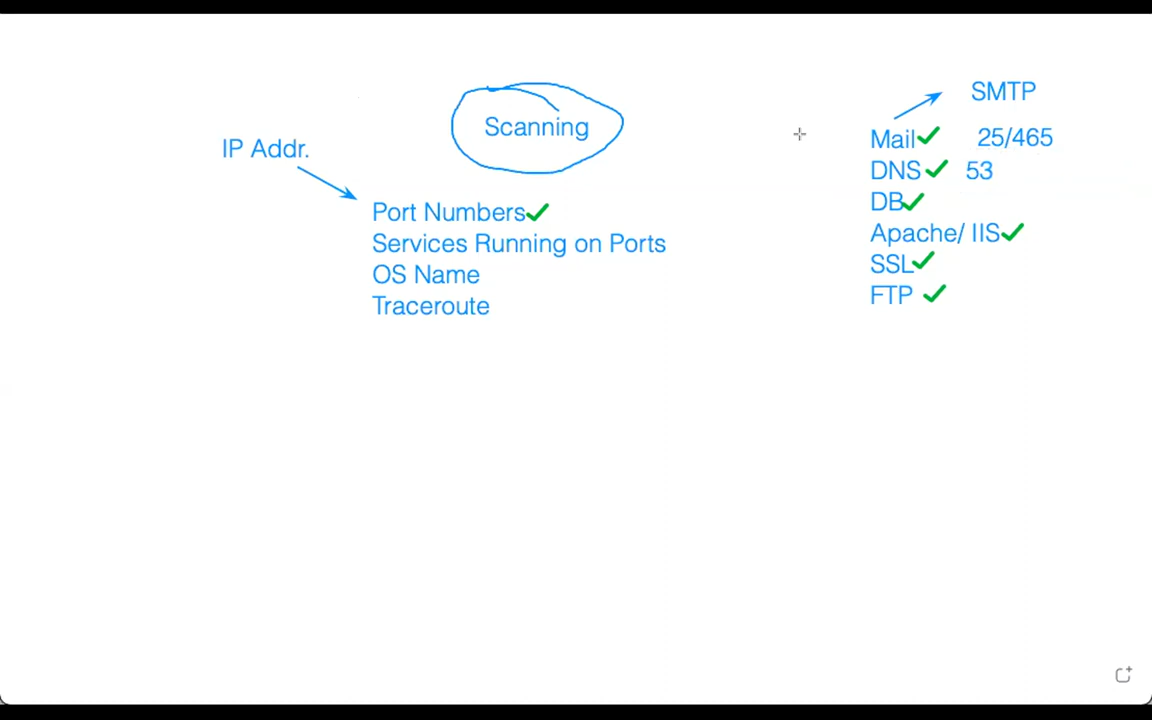 Scanning
IP Addr.
Port Numbers
Services Running on Ports
OS Name
Traceroute
SMTP
Mail 25/465
DNS 53
DB
Apache/ IIS
SSL
FTP